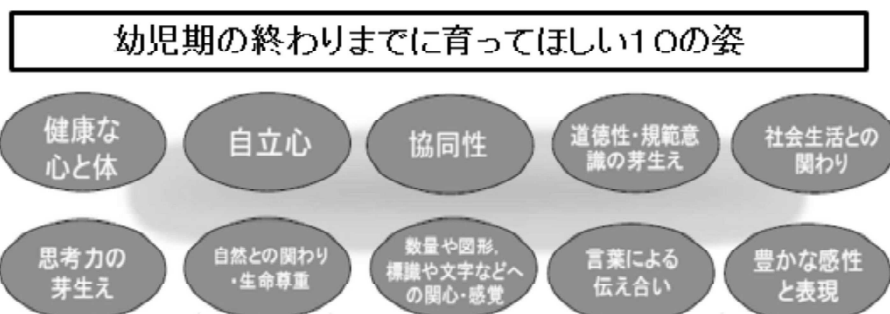 幼児期の終わりまでに育ってほしい10の姿
健康な
心と体
自立心
協同性
道徳性・規範意
識の芽生え
社会生活との
関わり
思考力の
芽生え
自然との関わり
・生命尊重
数量や図形,
標識や文字などへ
の関心・感覚
言葉による
伝え合い
豊かな感性
と表現